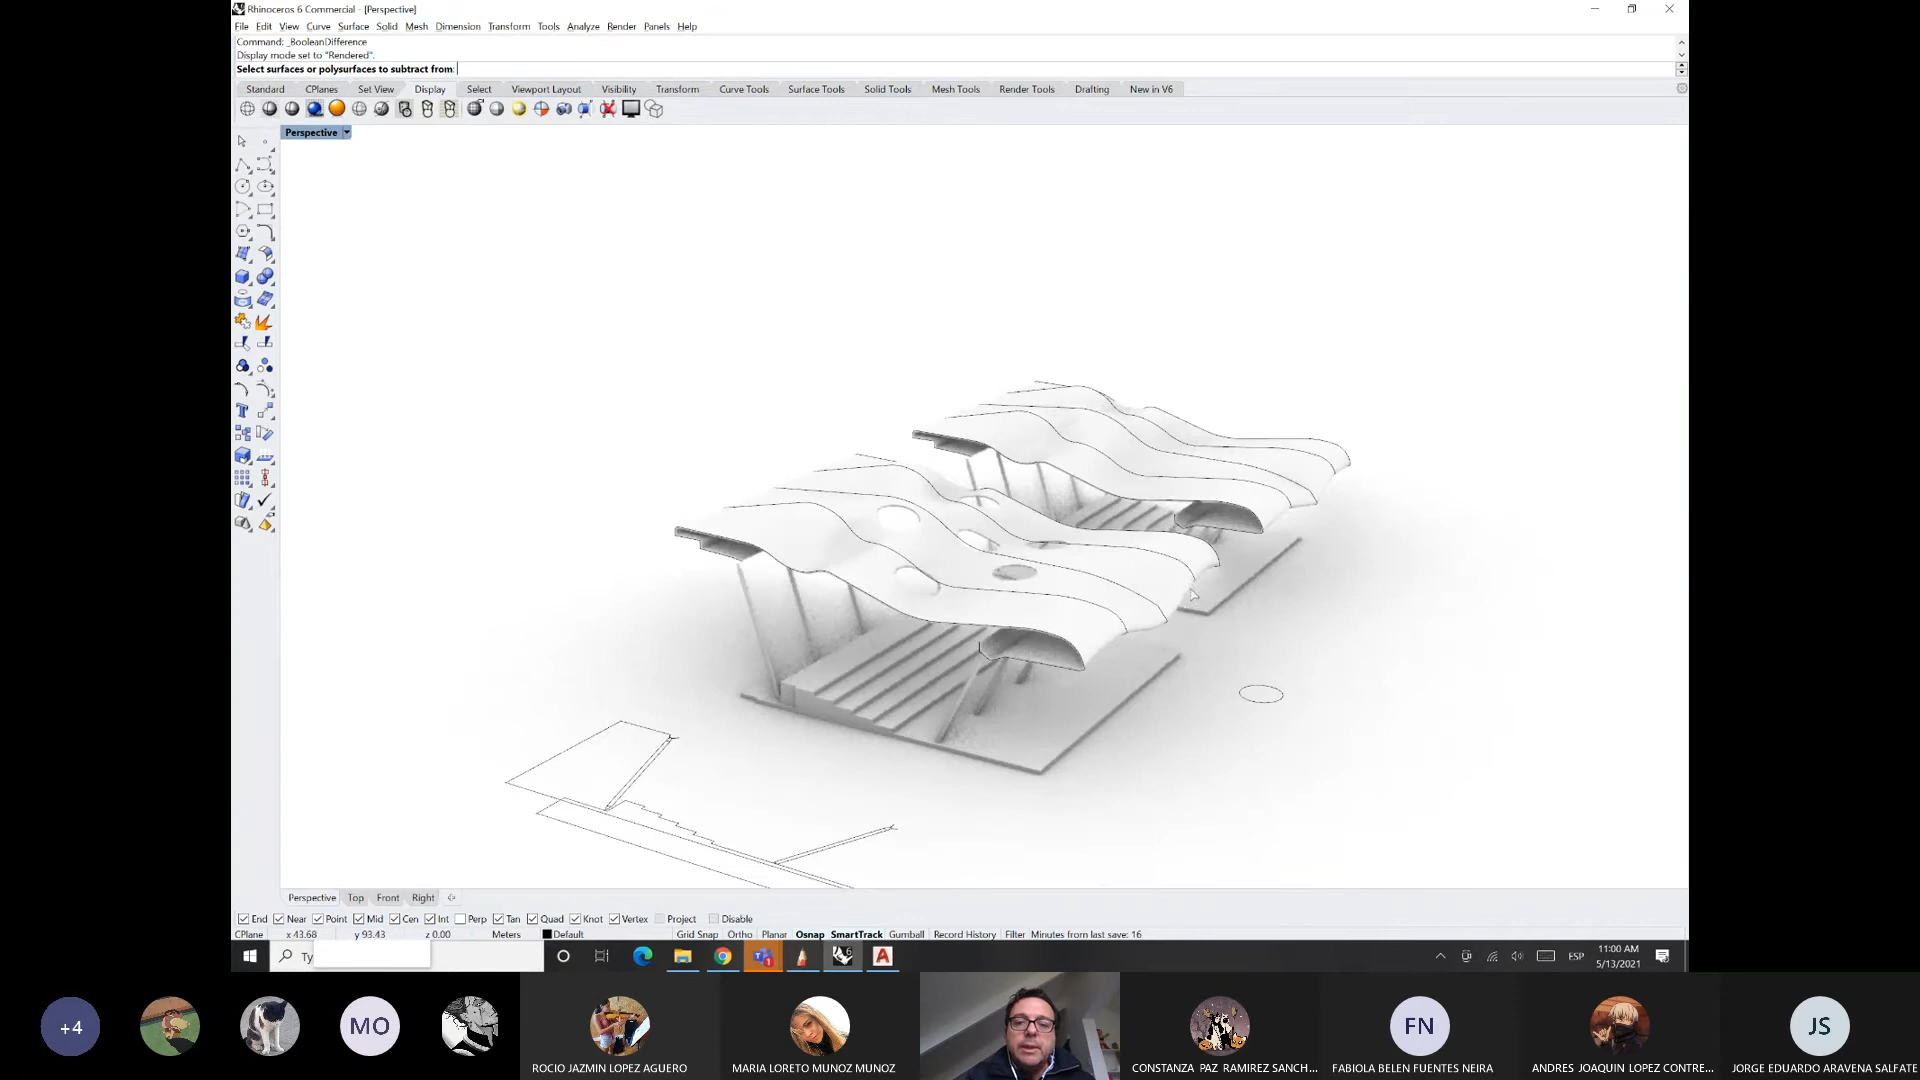 Rhinoceros 6 Commercial - [Perspective]
File Edit View Curve Surface Solid Mesh Dimension Transform Tools Analyze Render Panels Help
Command: _BooleanDifference
Display mode set to "Rendered".
Select surfaces or polysurfaces to subtract from:
Standard CPlanes Set View Display Select Viewport Layout Visibility Transform Curve Tools Surface Tools Solid Tools Mesh Tools Render Tools Drafting New in V6
Perspective
Perspective Top Front Right
End Near Point Mid Cen Int Perp Tan Quad Knot Vertex Project Disable
CPlane x 43.68 y 93.43 z 0.00 Meters Default Grid Snap Ortho Planar Osnap SmartTrack Gumball Record History Filter Minutes from last save: 16
Ty
ESP
11:00 AM
5/13/2021
+4
MO
FN
JS
ROCIO JAZMIN LOPEZ AGUERO
MARIA LORETO MUNOZ MUNOZ
CONSTANZA PAZ RAMIREZ SANCH...
FABIOLA BELEN FUENTES NEIRA
ANDRES JOAQUIN LOPEZ CONTRE...
JORGE EDUARDO ARAVENA SALFATE